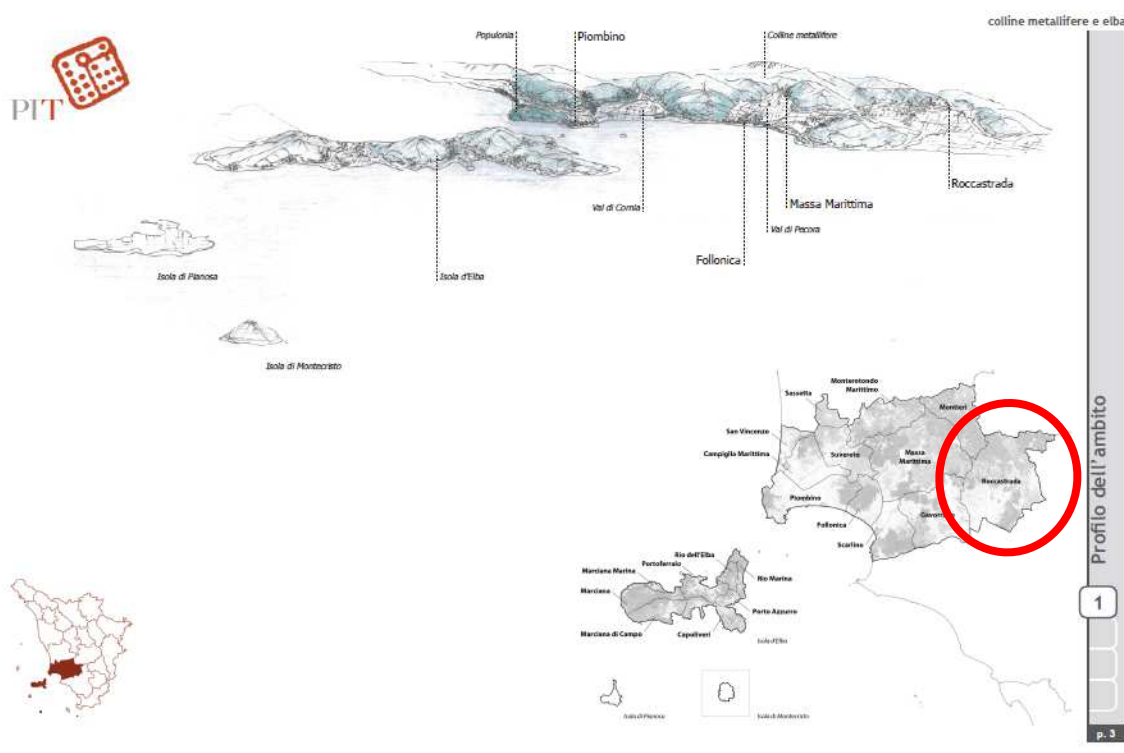 colline metallifere e elba
PIT
Populonia
Piombino
Colline metallifere
Roccastrada
Val di Cornia
Massa Marittima
Val di Pecora
Follonica
Isola di Pianosa
Isola d'Elba
Isola di Montecristo
Monterotondo
Marittimo
Sassetta
Montieri
San Vincenzo
Campiglia Marittima
Suvereto
Massa
Marittima
Roccastrada
Piombino
Follonica
Scarlino
Rio dell'Elba
Portoferraio
Marciana Marina
Rio Marina
Marciana
Porto Azzurro
Marciana di Campo
Capoliveri
Isola d'Elba
Isola di Pianosa
Isola di Montecristo
Profilo dell'ambito
1
p. 3